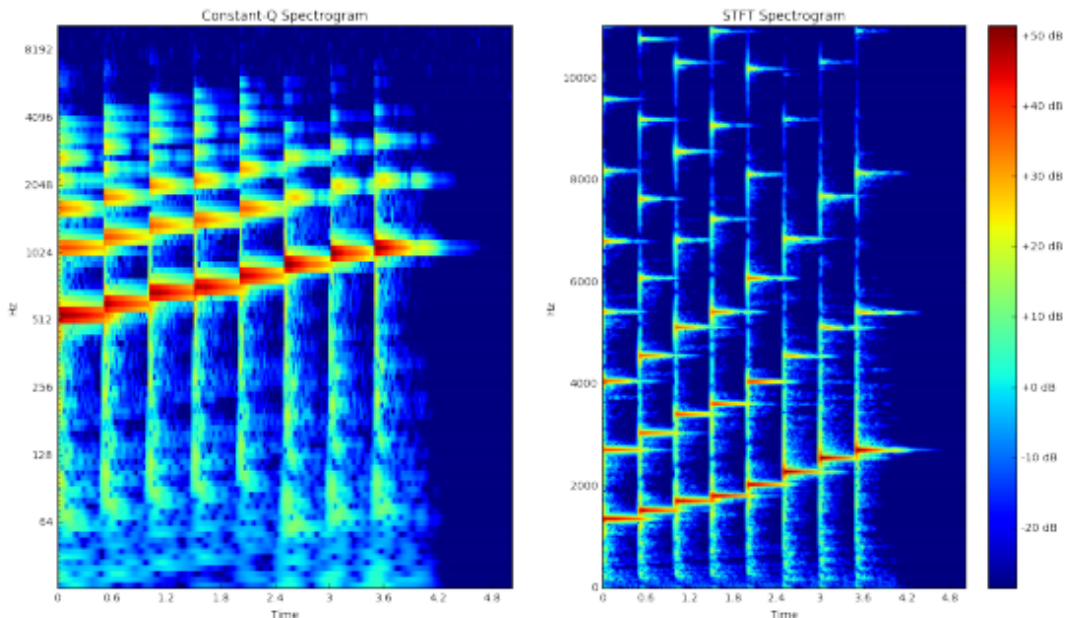 Constant-Q Spectrogram
8192
4096
2048
1024
512
256
128
64
Hz
0 0.6 1.2 1.8 2.4 3 3.6 4.2 4.8
Time
STFT Spectrogram
10000
8000
6000
4000
2000
0
Hz
0 0.6 1.2 1.8 2.4 3 3.6 4.2 4.8
Time
+50 dB
+40 dB
+30 dB
+20 dB
+10 dB
+0 dB
-10 dB
-20 dB